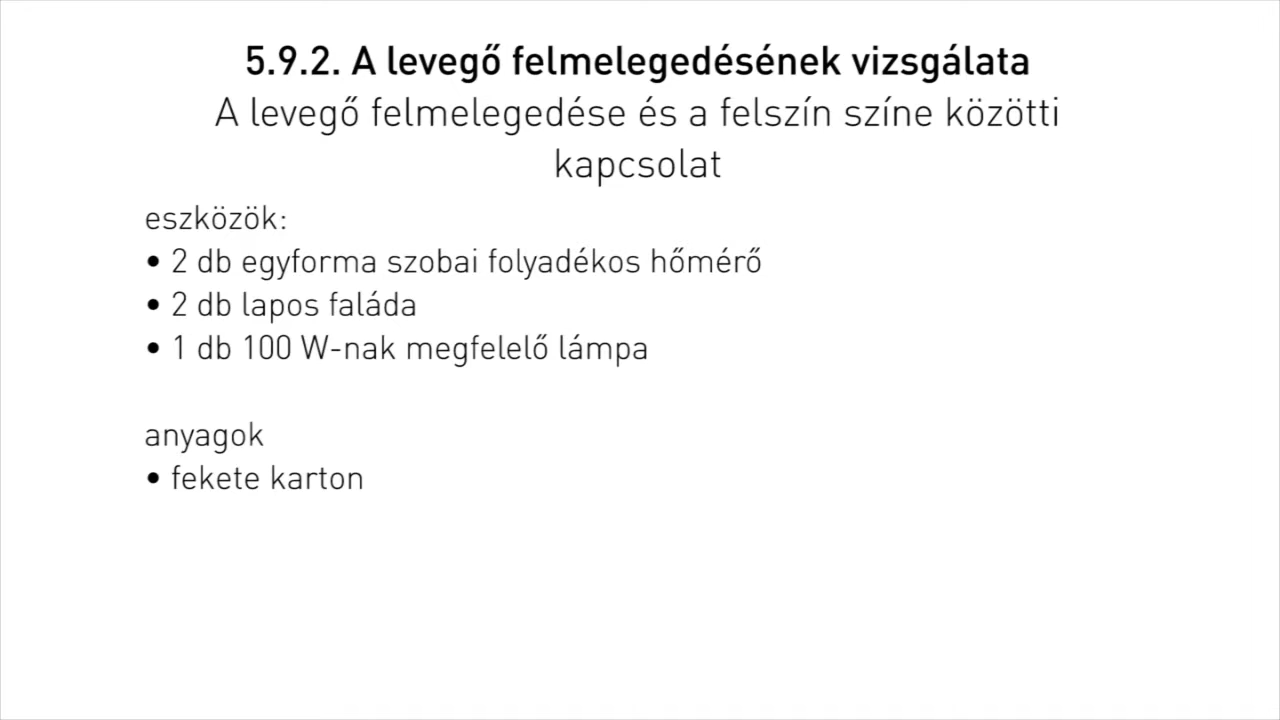 5.9.2. A levegő felmelegedésének vizsgálata
A levegő felmelegedése és a felszín színe közötti
kapcsolat
eszközök:
• 2 db egyforma szobai folyadékos hőmérő
• 2 db lapos faláda
• 1 db 100 W-nak megfelelő lámpa
anyagok
• fekete karton